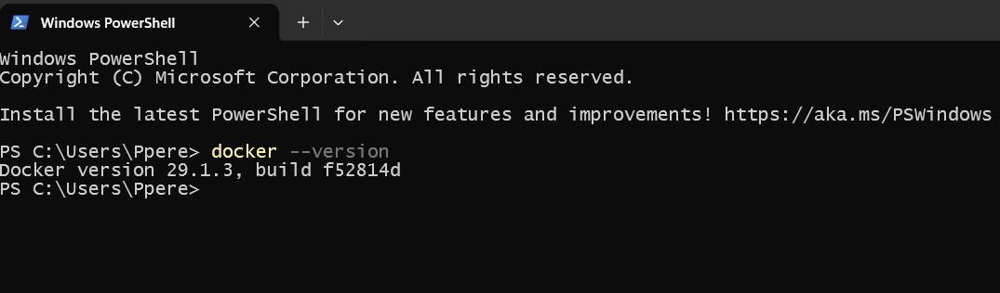 Windows PowerShell
Windows PowerShell
Copyright (C) Microsoft Corporation. All rights reserved.
Install the latest PowerShell for new features and improvements! https://aka.ms/PSWindows
PS C:\Users\Ppere> docker --version
Docker version 29.1.3, build f52814d
PS C:\Users\Ppere>